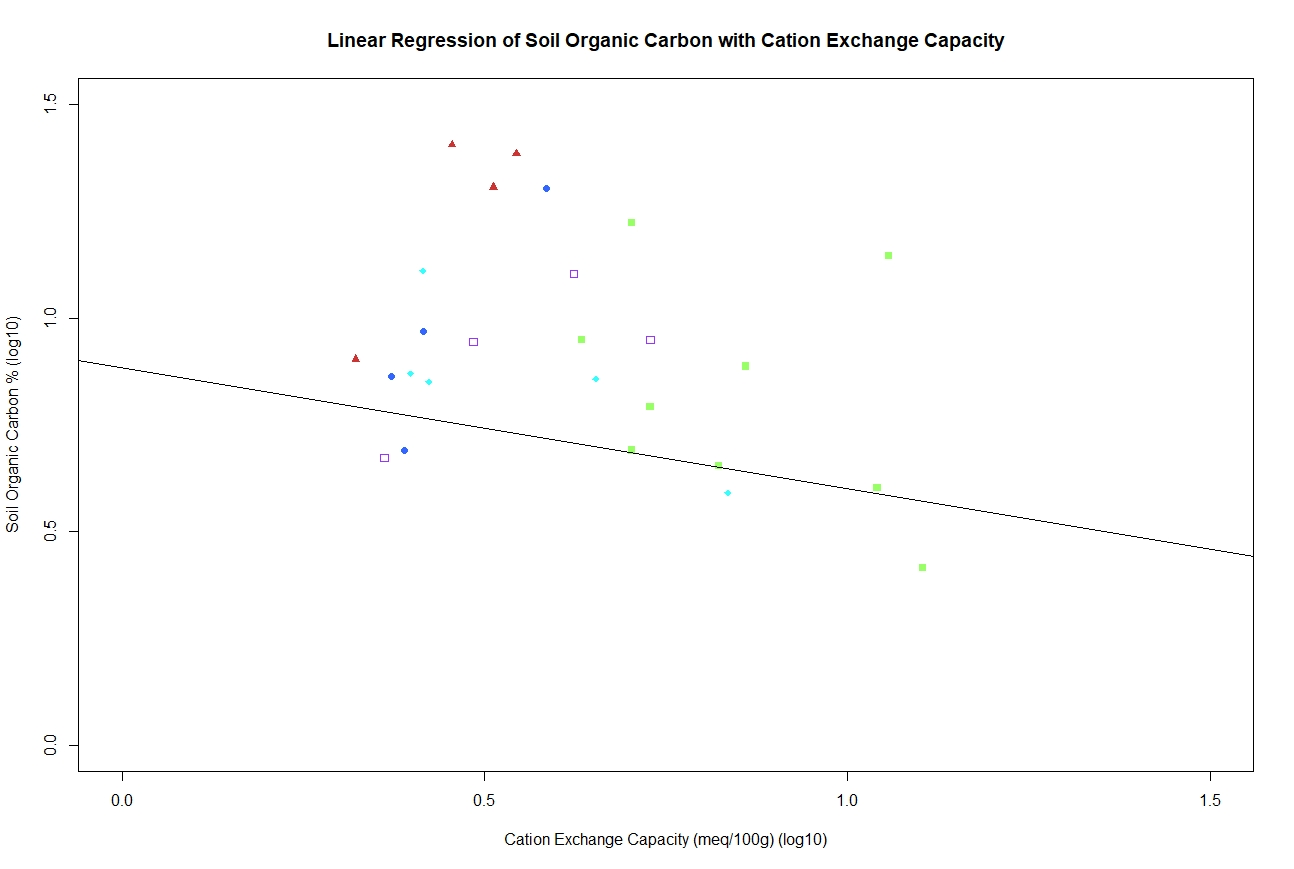 Linear Regression of Soil Organic Carbon with Cation Exchange Capacity
Soil Organic Carbon % (log10)
1.5
1.0
0.5
0.0
0.0 0.5 1.0 1.5
Cation Exchange Capacity (meq/100g) (log10)